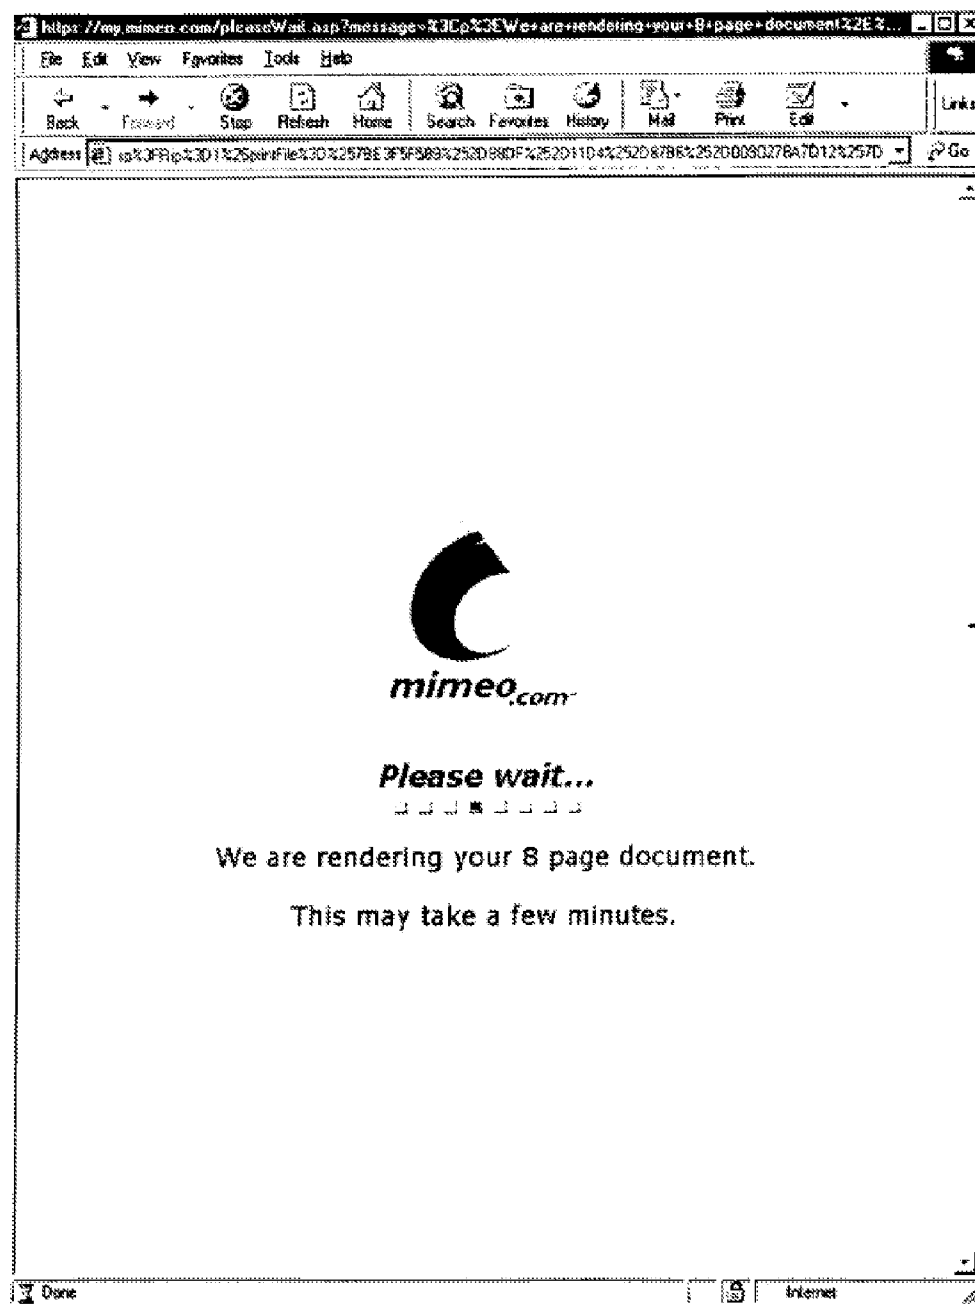 https://my.mimeo.com/pleaseWait.asp?message=%3Cp%3EWe+are+rendering+your+8+page+document%2E%...
File Edit View Favorites Tools Help
Back Forward Stop Refresh Home Search Favorites History Mail Print Edit Links
Address Go
mimeo.com
Please wait...
We are rendering your 8 page document.
This may take a few minutes.
Done Internet